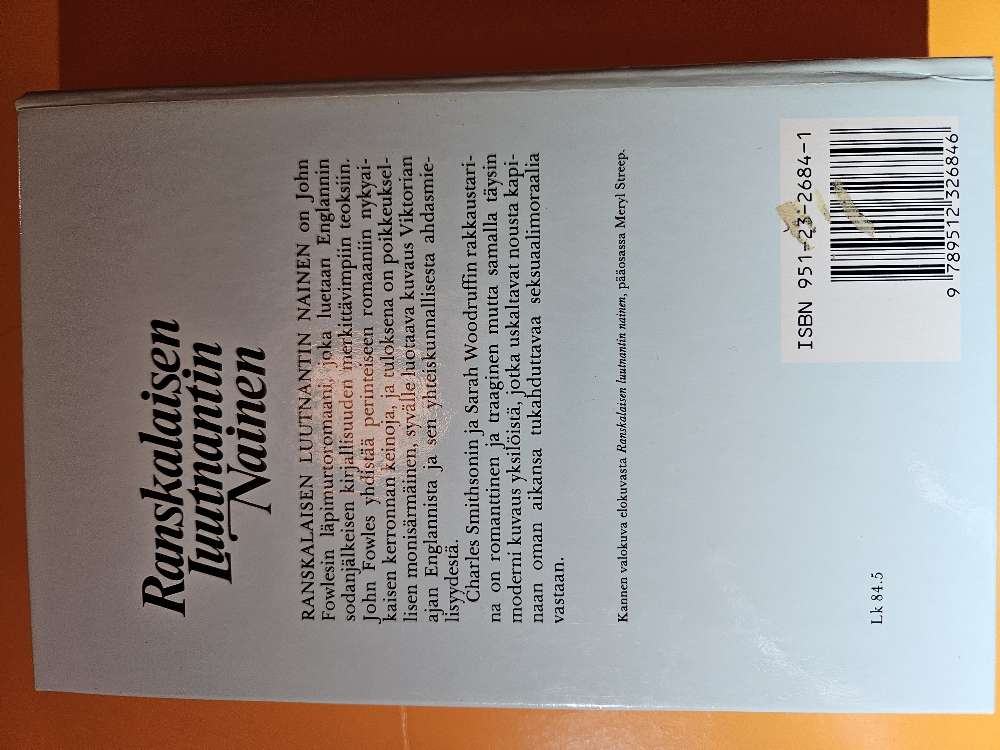 Ranskalaisen
Luutnantin
Nainen
RANSKALAISEN LUUTNANTIN NAINEN on John
Fowlesin läpimurtoromaani, joka luetaan Englannin
sodanjälkeisen kirjallisuuden merkittävimpiin teoksiin.
John Fowles yhdistää perinteiseen romaaniin nykyai-
kaisen kerronnan keinoja, ja tuloksena on poikkeuksel-
lisen monisärmäinen, syvälle luotaava kuvaus Viktorian
ajan Englannista ja sen yhteiskunnallisesta ahdasmie-
lisyydestä.
Charles Smithsonin ja Sarah Woodruffin rakkaustari-
na on romanttinen ja traaginen mutta samalla täysin
moderni kuvaus yksilöistä, jotka uskaltavat nousta kapi-
naan oman aikansa tukahduttavaa seksuaalimoraalia
vastaan.
Kannen valokuva elokuvasta Ranskalaisen luutnantin nainen, pääosassa Meryl Streep.
ISBN 951-23-2684-1
9 789512 326846
Lk 84.5